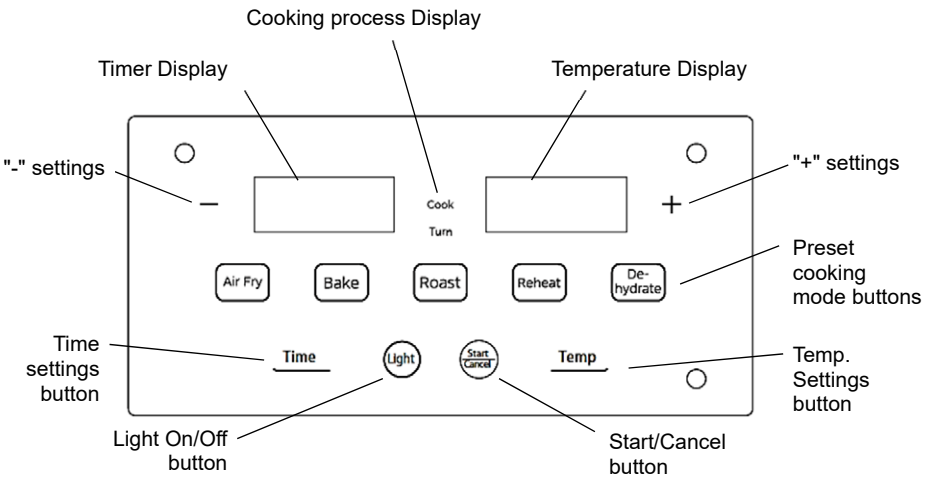 Cooking process Display
Timer Display
Temperature Display
"-" settings
"+" settings
−
+
Cook
Turn
Air Fry
Bake
Roast
Reheat
De-
hydrate
Preset
cooking
mode buttons
Time
settings
button
Time
Light
Start
Cancel
Temp
Temp.
Settings
button
Light On/Off
button
Start/Cancel
button